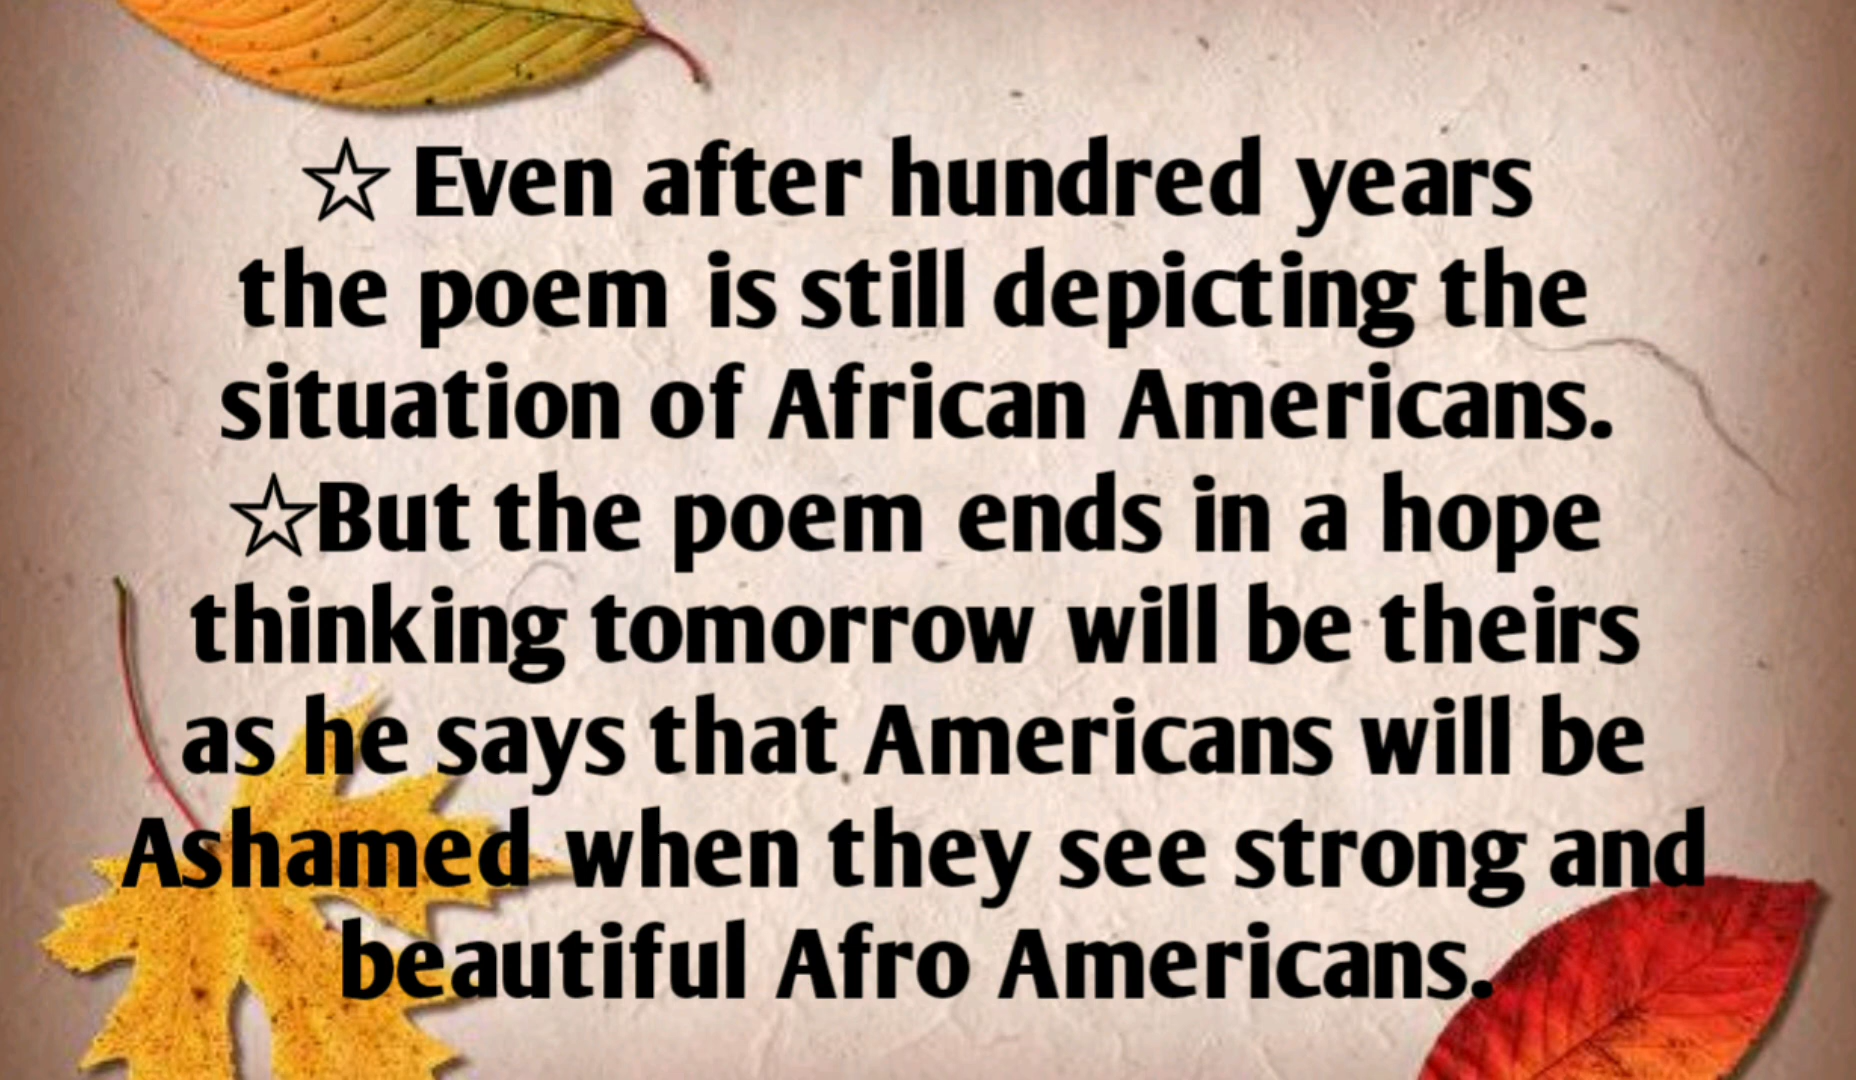 ☆ Even after hundred years
the poem is still depicting the
situation of African Americans.
☆But the poem ends in a hope
thinking tomorrow will be theirs
as he says that Americans will be
Ashamed when they see strong and
beautiful Afro Americans.